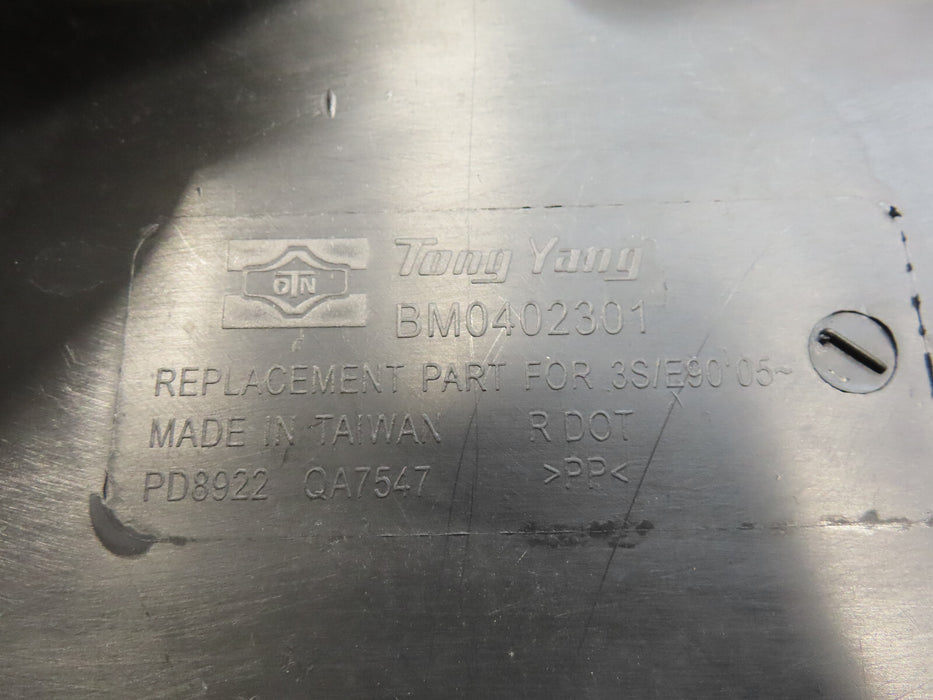 OTN
Tong Yang
BM0402301
REPLACEMENT PART FOR 3S/E90'05~
MADE IN TAIWAN R DOT
PD8922 QA7547 >PP<